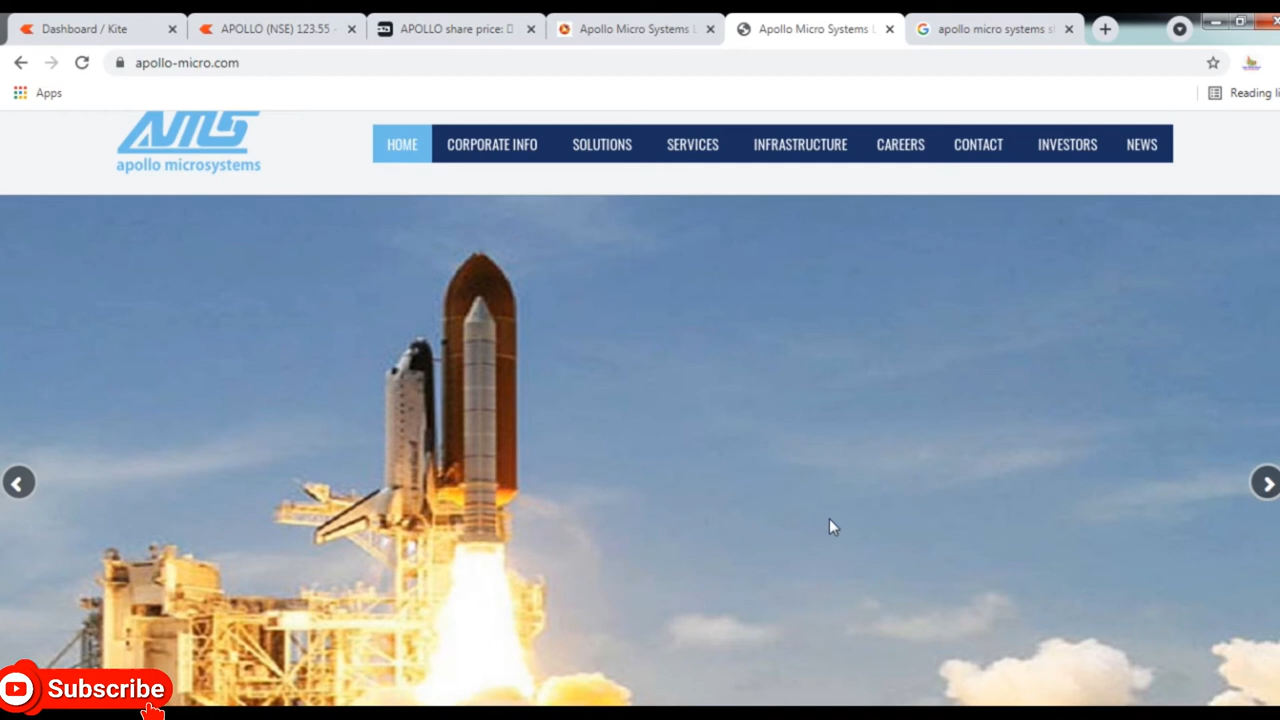 Dashboard / Kite
APOLLO (NSE) 123.55 -
APOLLO share price:
Apollo Micro Systems L
Apollo Micro Systems L
apollo micro systems s
apollo-micro.com
Apps
Reading li
AMS
apollo microsystems
HOME CORPORATE INFO SOLUTIONS SERVICES INFRASTRUCTURE CAREERS CONTACT INVESTORS NEWS
Subscribe